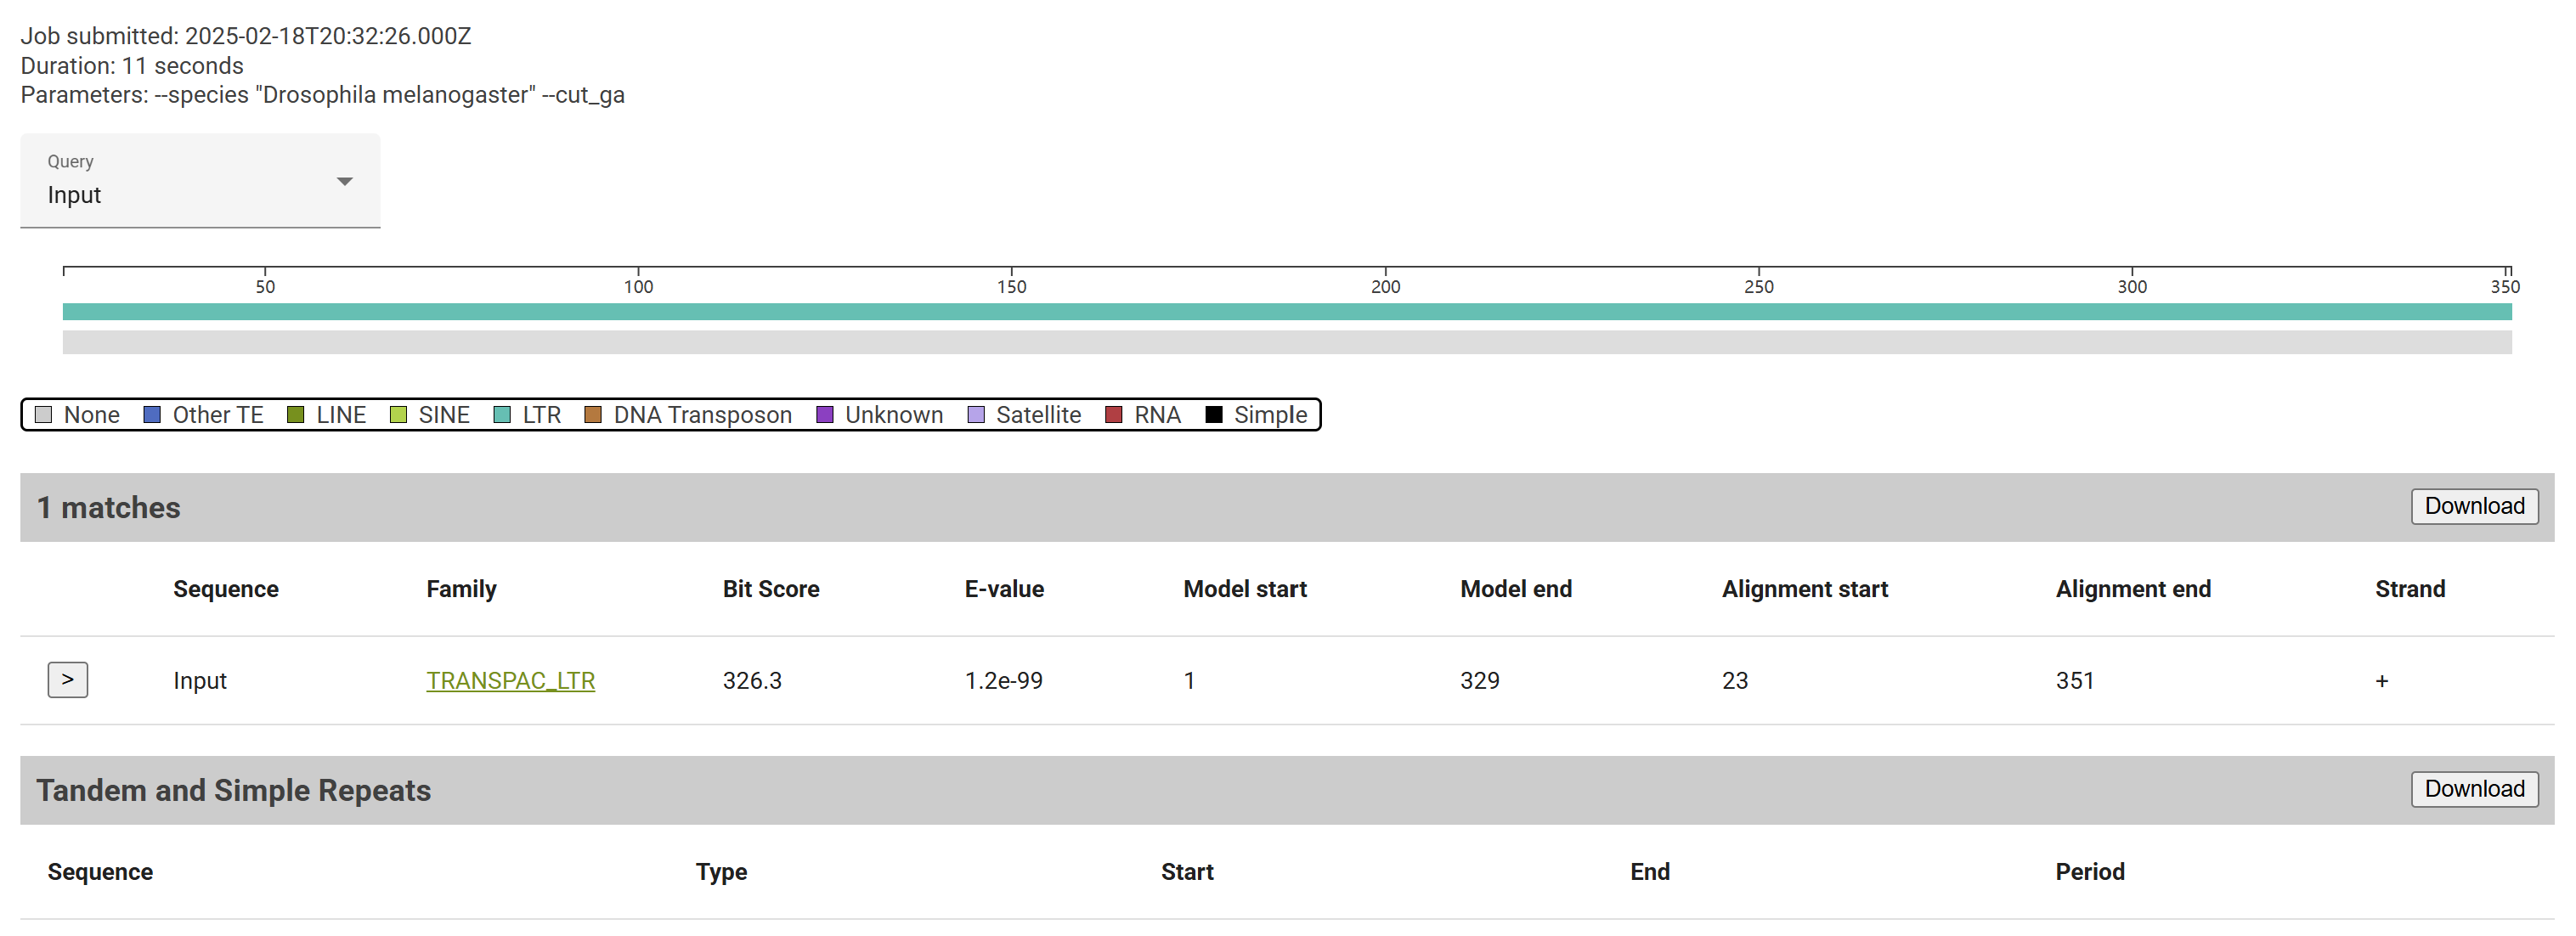 Job submitted: 2025-02-18T20:32:26.000Z
Duration: 11 seconds
Parameters: --species "Drosophila melanogaster" --cut_ga
Query
Input
50 100 150 200 250 300 350
None Other TE LINE SINE LTR DNA Transposon Unknown Satellite RNA Simple
1 matches Download
Sequence Family Bit Score E-value Model start Model end Alignment start Alignment end Strand
> Input TRANSPAC_LTR 326.3 1.2e-99 1 329 23 351 +
Tandem and Simple Repeats Download
Sequence Type Start End Period